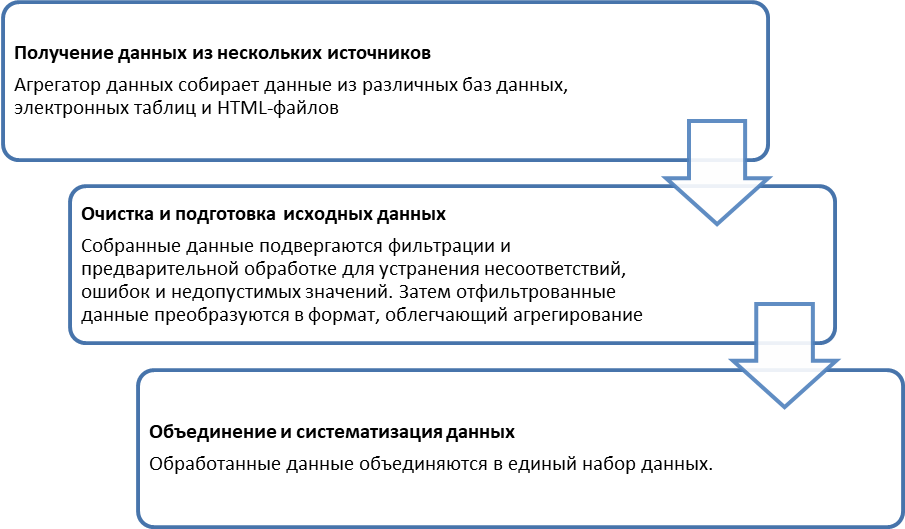 Получение данных из нескольких источников
Агрегатор данных собирает данные из различных баз данных,
электронных таблиц и HTML-файлов
Очистка и подготовка исходных данных
Собранные данные подвергаются фильтрации и
предварительной обработке для устранения несоответствий,
ошибок и недопустимых значений. Затем отфильтрованные
данные преобразуются в формат, облегчающий агрегирование
Объединение и систематизация данных
Обработанные данные объединяются в единый набор данных.